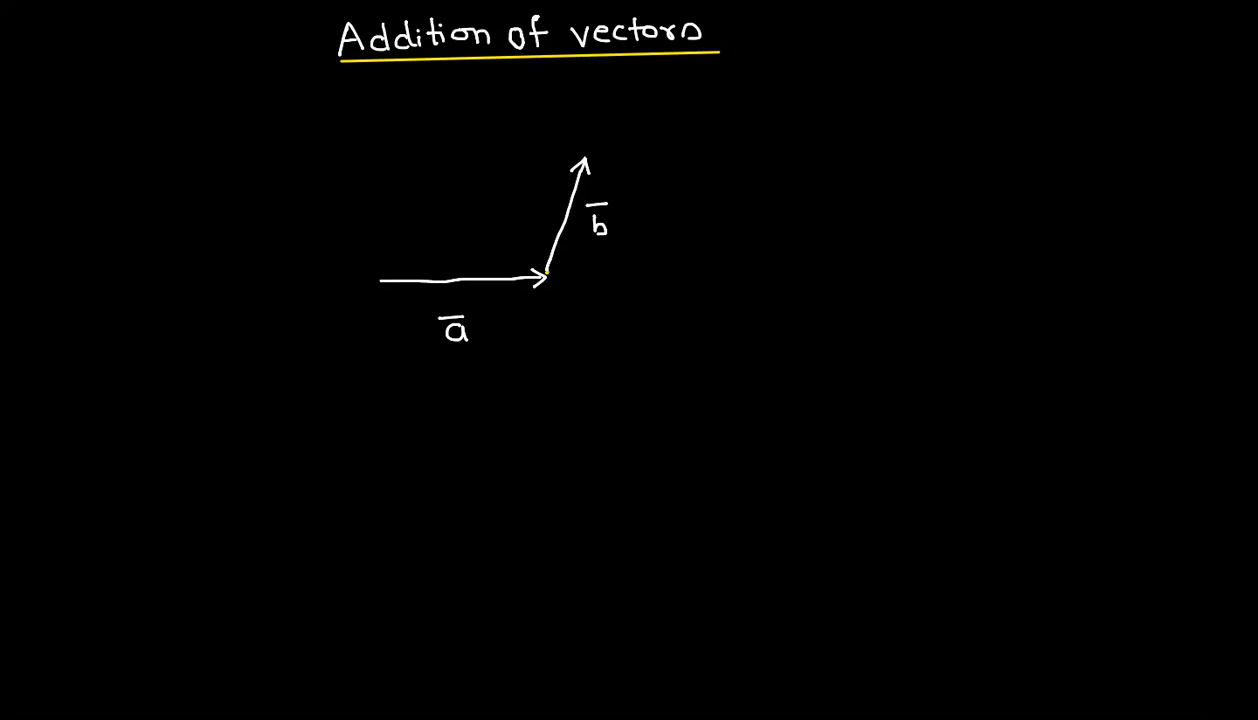 Addition of vectors
b̅
a̅